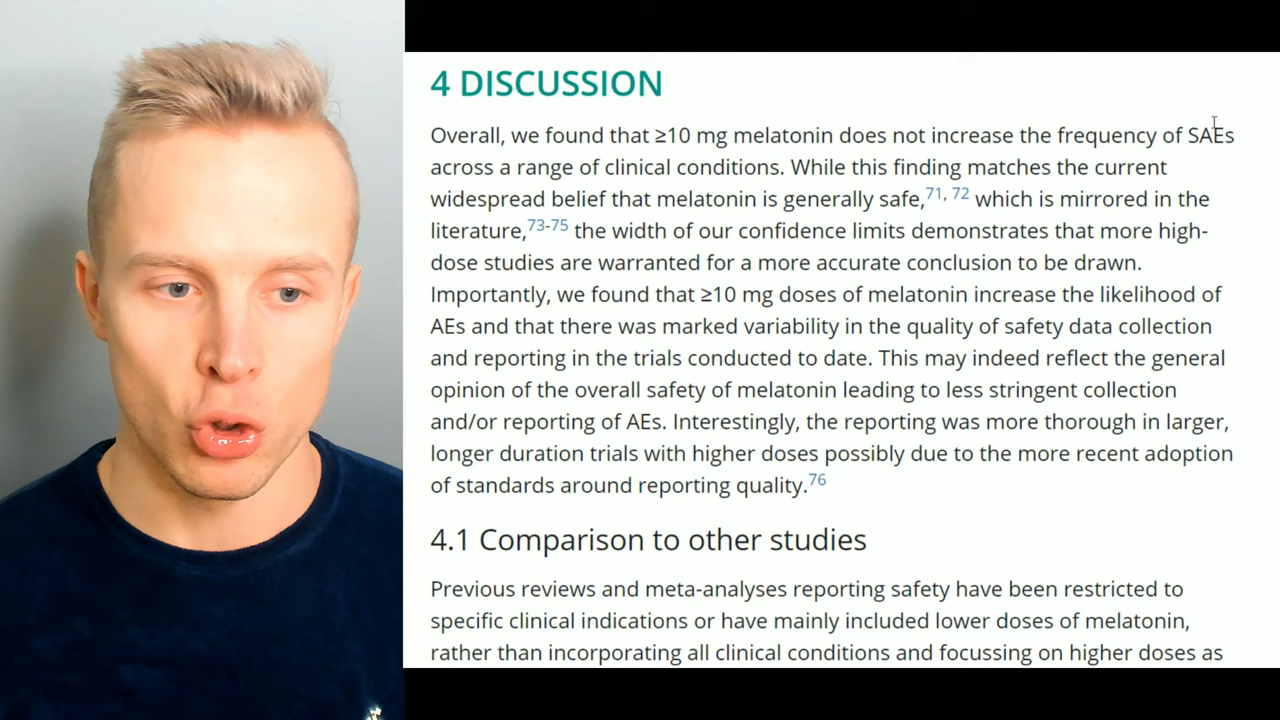 4 DISCUSSION
Overall, we found that ≥10 mg melatonin does not increase the frequency of SAEs
across a range of clinical conditions. While this finding matches the current
widespread belief that melatonin is generally safe,71, 72 which is mirrored in the
literature,73-75 the width of our confidence limits demonstrates that more high-
dose studies are warranted for a more accurate conclusion to be drawn.
Importantly, we found that ≥10 mg doses of melatonin increase the likelihood of
AEs and that there was marked variability in the quality of safety data collection
and reporting in the trials conducted to date. This may indeed reflect the general
opinion of the overall safety of melatonin leading to less stringent collection
and/or reporting of AEs. Interestingly, the reporting was more thorough in larger,
longer duration trials with higher doses possibly due to the more recent adoption
of standards around reporting quality.76
4.1 Comparison to other studies
Previous reviews and meta-analyses reporting safety have been restricted to
specific clinical indications or have mainly included lower doses of melatonin,
rather than incorporating all clinical conditions and focussing on higher doses as